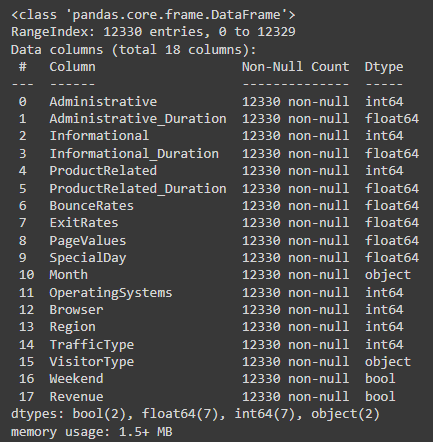 <class 'pandas.core.frame.DataFrame'>
RangeIndex: 12330 entries, 0 to 12329
Data columns (total 18 columns):
 #   Column                   Non-Null Count  Dtype
---  ------                   --------------  -----
 0   Administrative           12330 non-null  int64
 1   Administrative_Duration  12330 non-null  float64
 2   Informational            12330 non-null  int64
 3   Informational_Duration   12330 non-null  float64
 4   ProductRelated           12330 non-null  int64
 5   ProductRelated_Duration  12330 non-null  float64
 6   BounceRates              12330 non-null  float64
 7   ExitRates                12330 non-null  float64
 8   PageValues               12330 non-null  float64
 9   SpecialDay               12330 non-null  float64
 10  Month                    12330 non-null  object
 11  OperatingSystems         12330 non-null  int64
 12  Browser                  12330 non-null  int64
 13  Region                   12330 non-null  int64
 14  TrafficType              12330 non-null  int64
 15  VisitorType              12330 non-null  object
 16  Weekend                  12330 non-null  bool
 17  Revenue                  12330 non-null  bool
dtypes: bool(2), float64(7), int64(7), object(2)
memory usage: 1.5+ MB